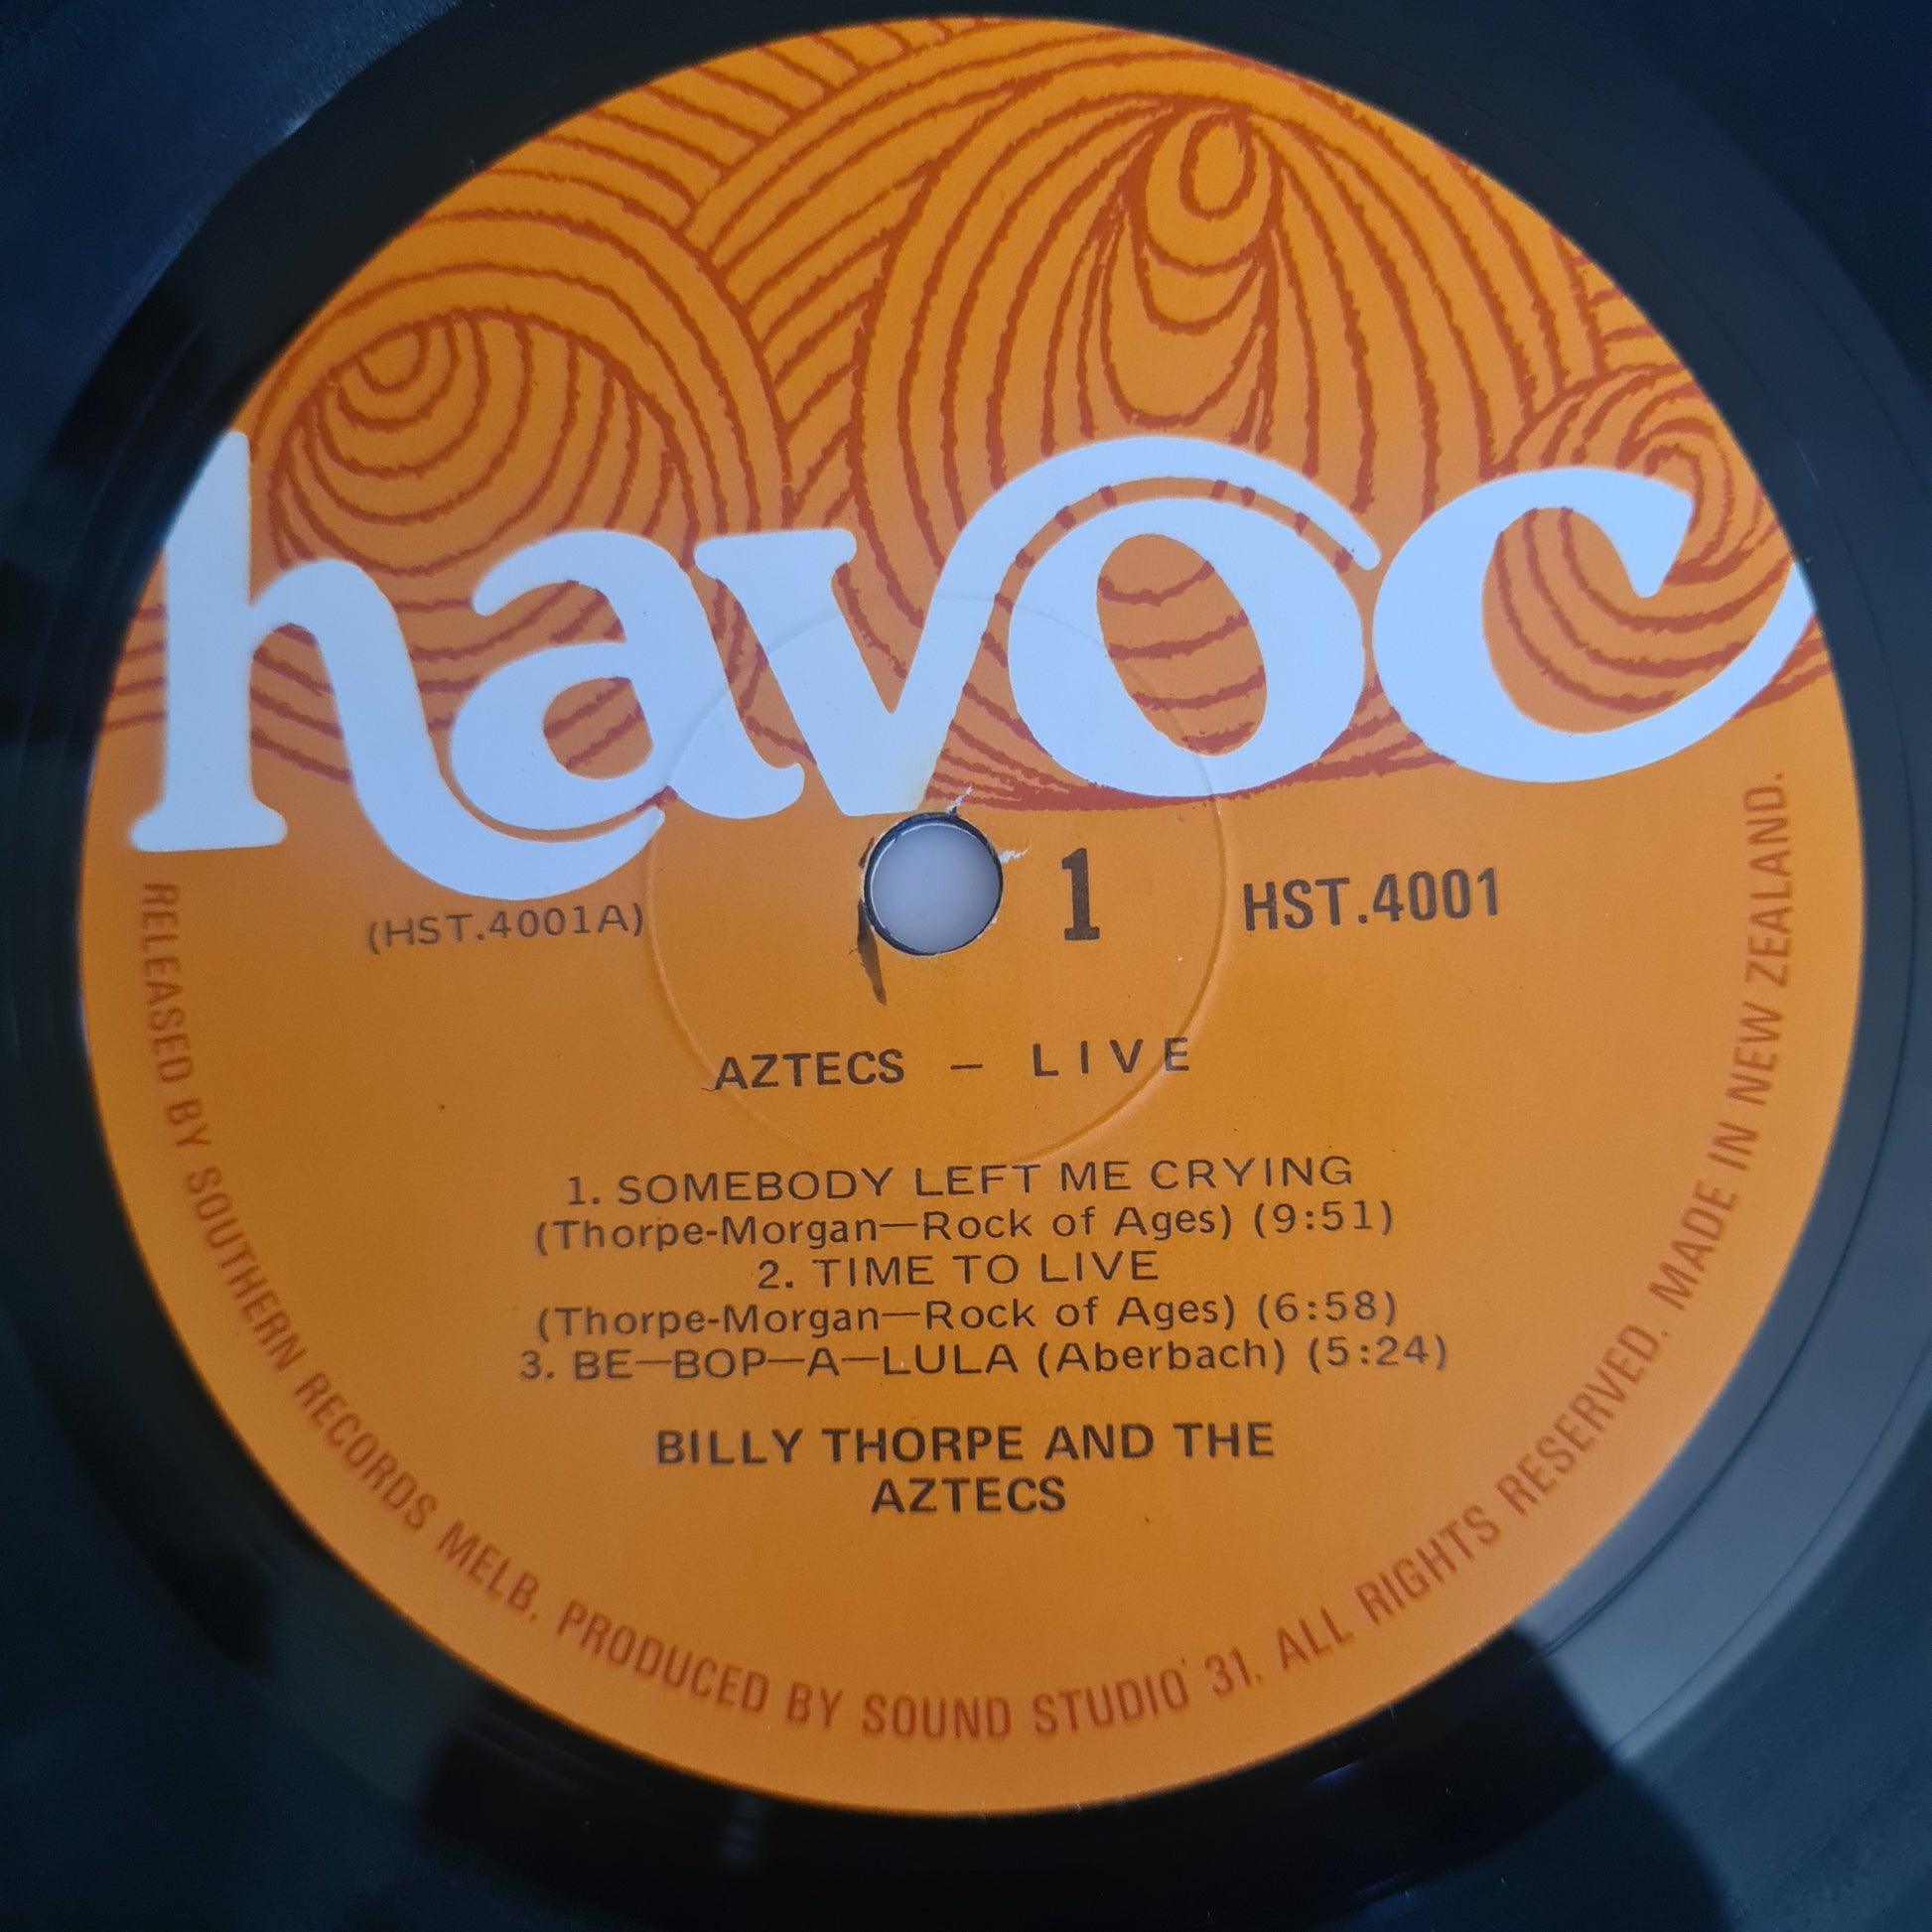 havoc
(HST.4001A)
1
HST.4001
AZTECS – LIVE
1. SOMEBODY LEFT ME CRYING
(Thorpe-Morgan—Rock of Ages) (9:51)
2. TIME TO LIVE
(Thorpe-Morgan—Rock of Ages) (6:58)
3. BE—BOP—A—LULA (Aberbach) (5:24)
BILLY THORPE AND THE
AZTECS
RELEASED BY SOUTHERN RECORDS MELB. PRODUCED BY SOUND STUDIO 31. ALL RIGHTS RESERVED. MADE IN NEW ZEALAND.